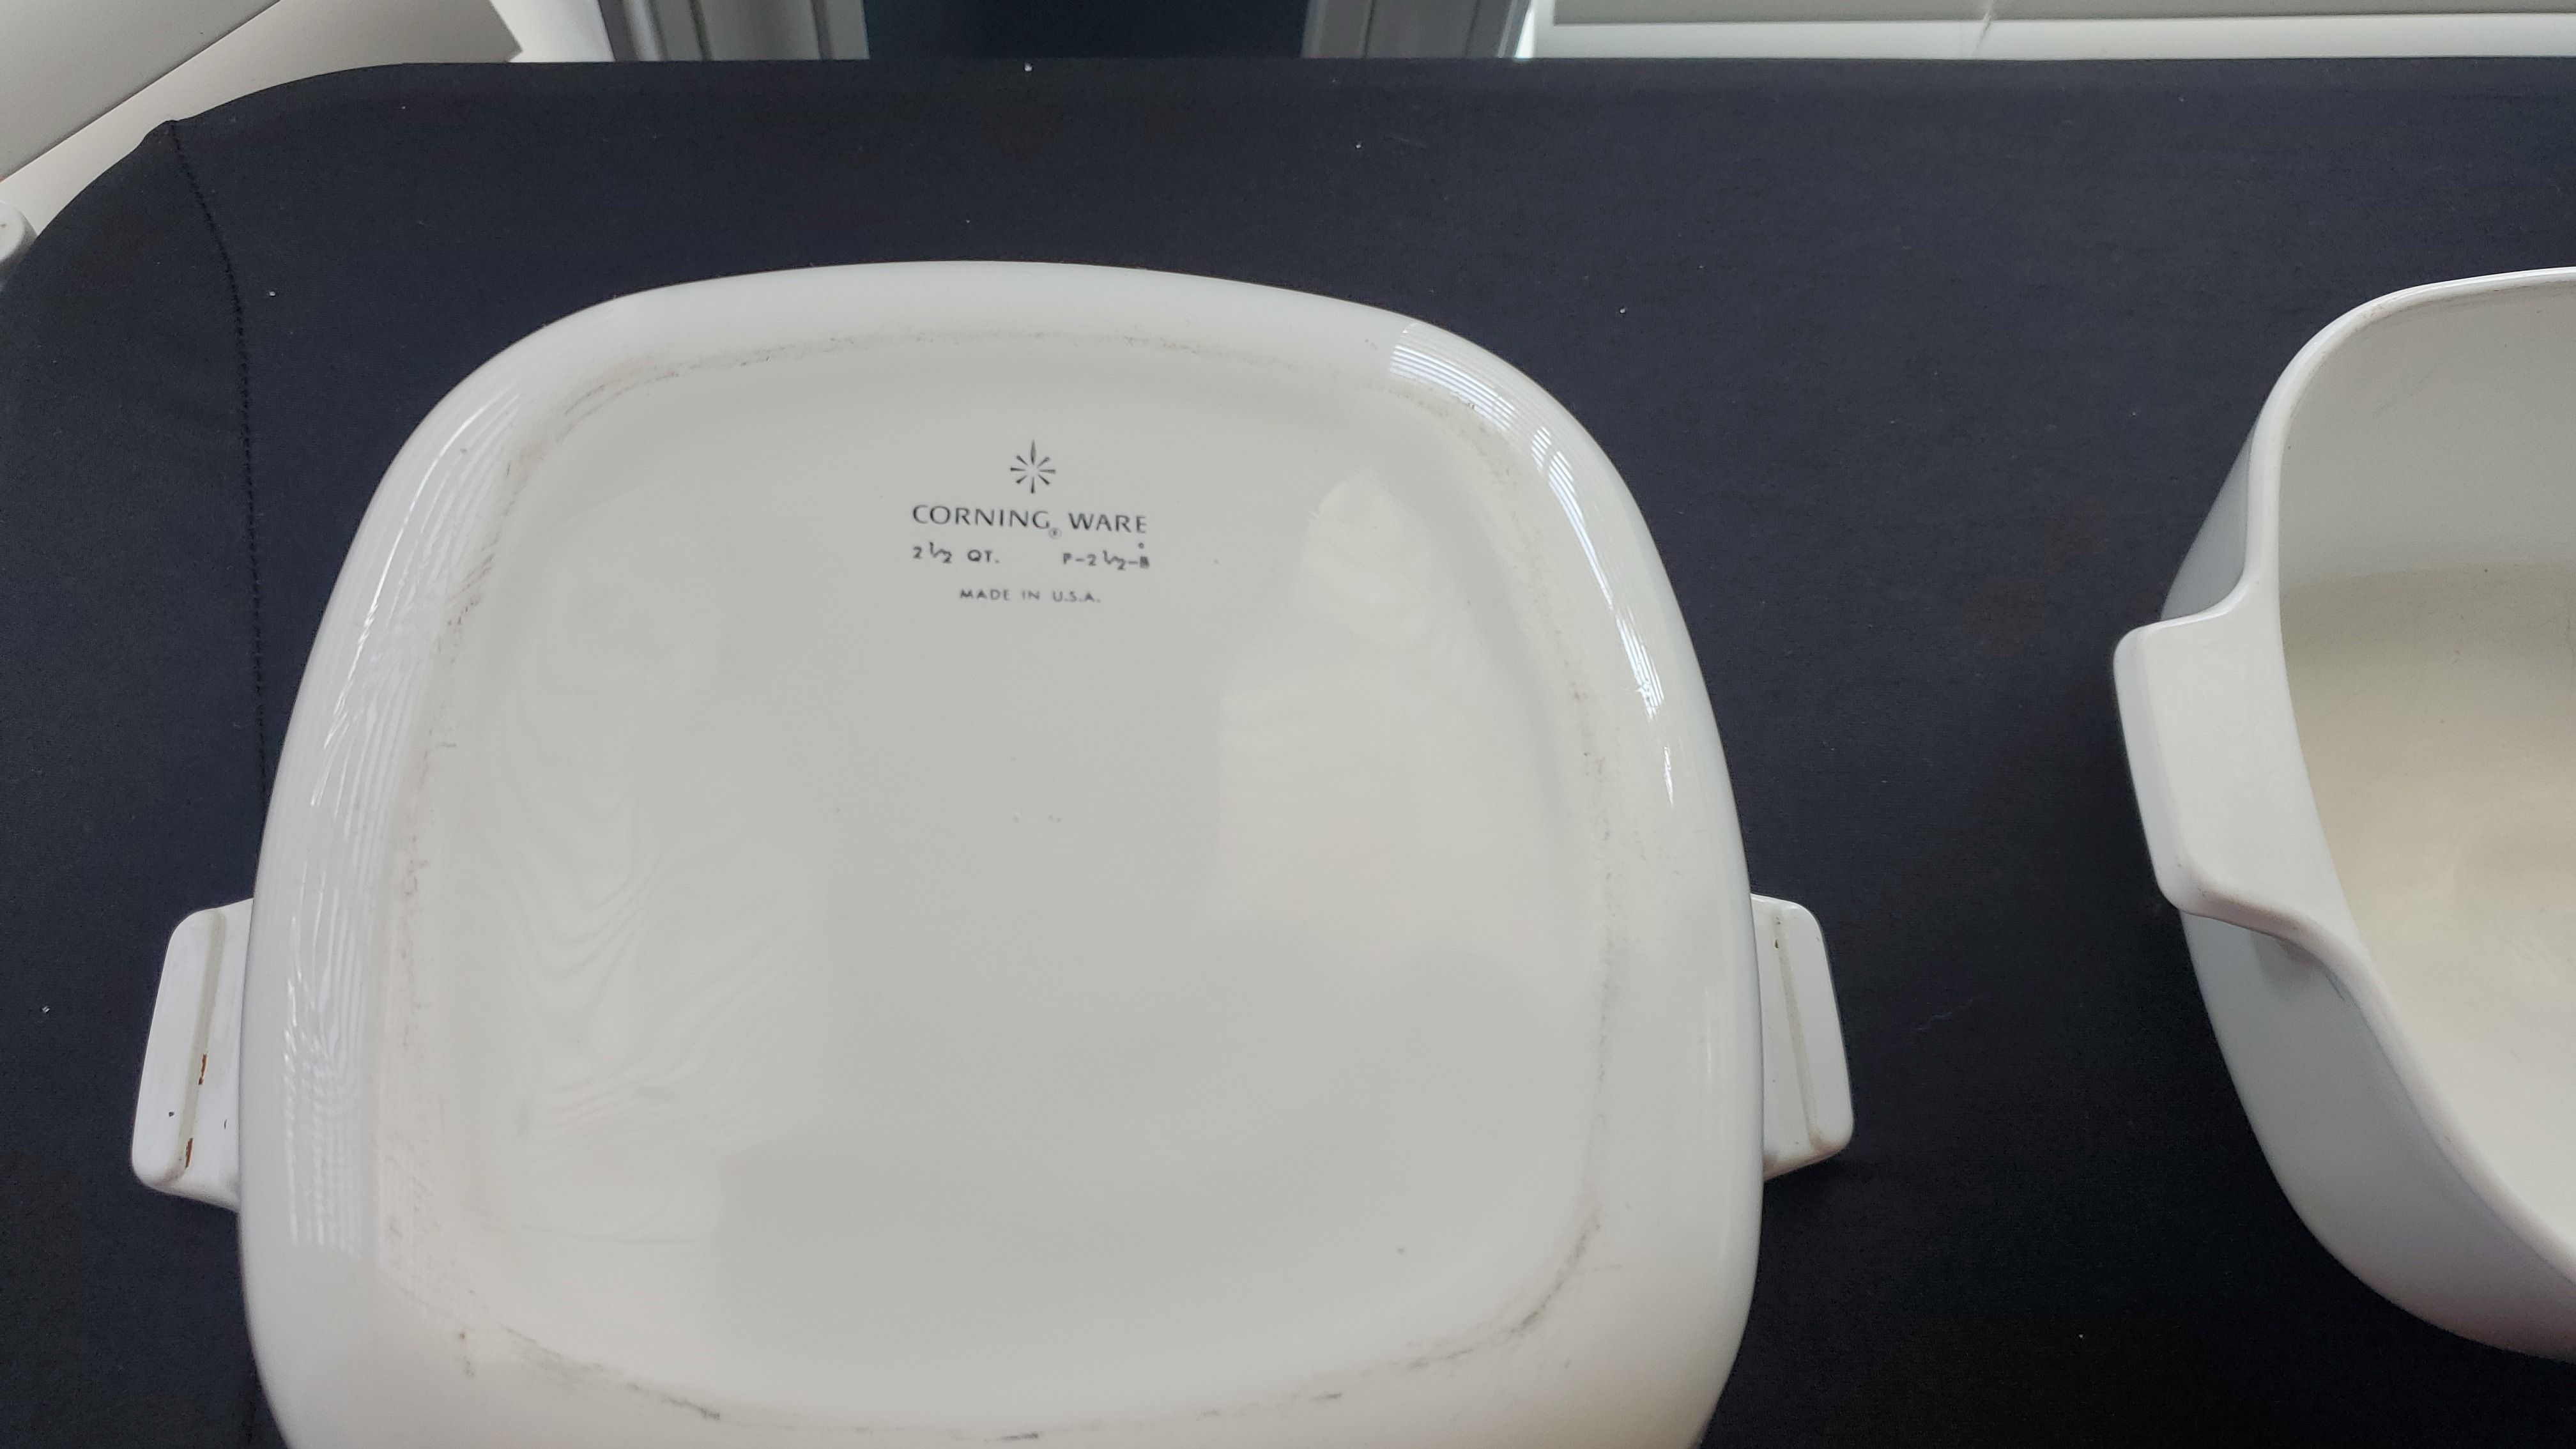 CORNING® WARE
2½ QT. P-2½-B
MADE IN U.S.A.